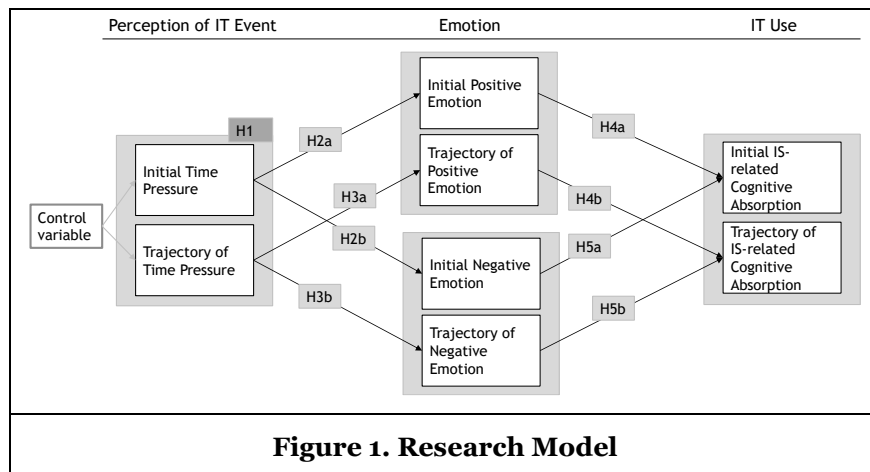 Perception of IT Event
Emotion
IT Use
H1
Initial Time
Pressure
Trajectory of
Time Pressure
Control
variable
H2a
H3a
H2b
H3b
Initial Positive
Emotion
Trajectory of
Positive
Emotion
Initial Negative
Emotion
Trajectory of
Negative
Emotion
H4a
H4b
H5a
H5b
Initial IS-
related
Cognitive
Absorption
Trajectory of
IS-related
Cognitive
Absorption
Figure 1. Research Model